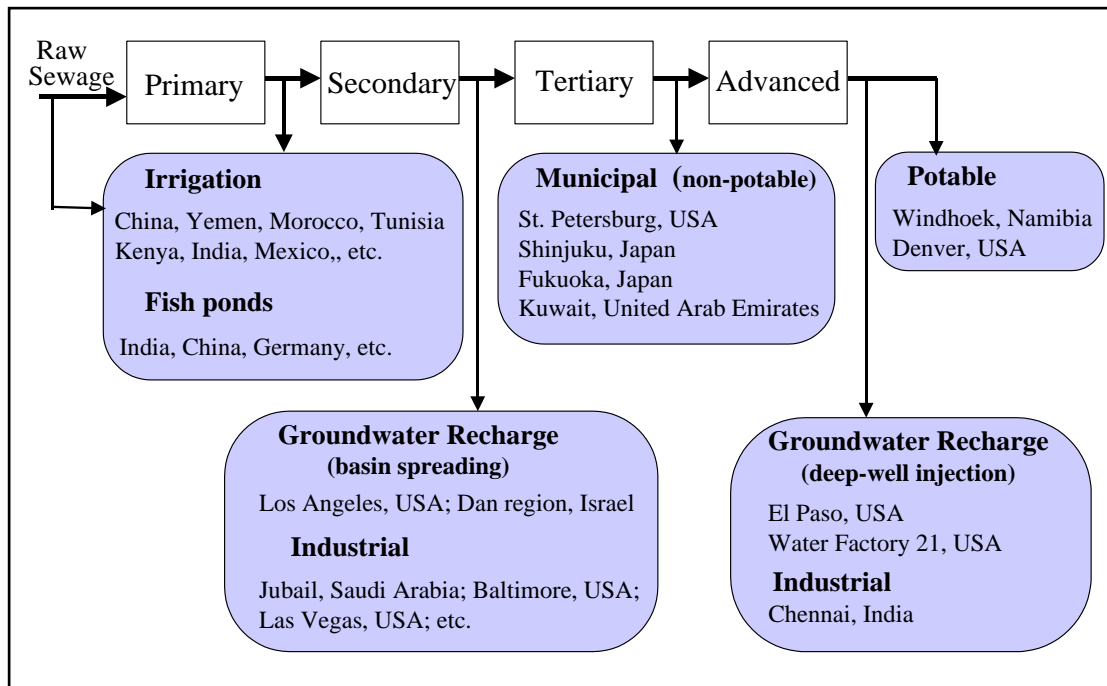 Raw
Sewage
Primary
Secondary
Tertiary
Advanced
Irrigation
China, Yemen, Morocco, Tunisia
Kenya, India, Mexico,, etc.
Fish ponds
India, China, Germany, etc.
Municipal (non-potable)
St. Petersburg, USA
Shinjuku, Japan
Fukuoka, Japan
Kuwait, United Arab Emirates
Potable
Windhoek, Namibia
Denver, USA
Groundwater Recharge
(basin spreading)
Los Angeles, USA; Dan region, Israel
Industrial
Jubail, Saudi Arabia; Baltimore, USA;
Las Vegas, USA; etc.
Groundwater Recharge
(deep-well injection)
El Paso, USA
Water Factory 21, USA
Industrial
Chennai, India